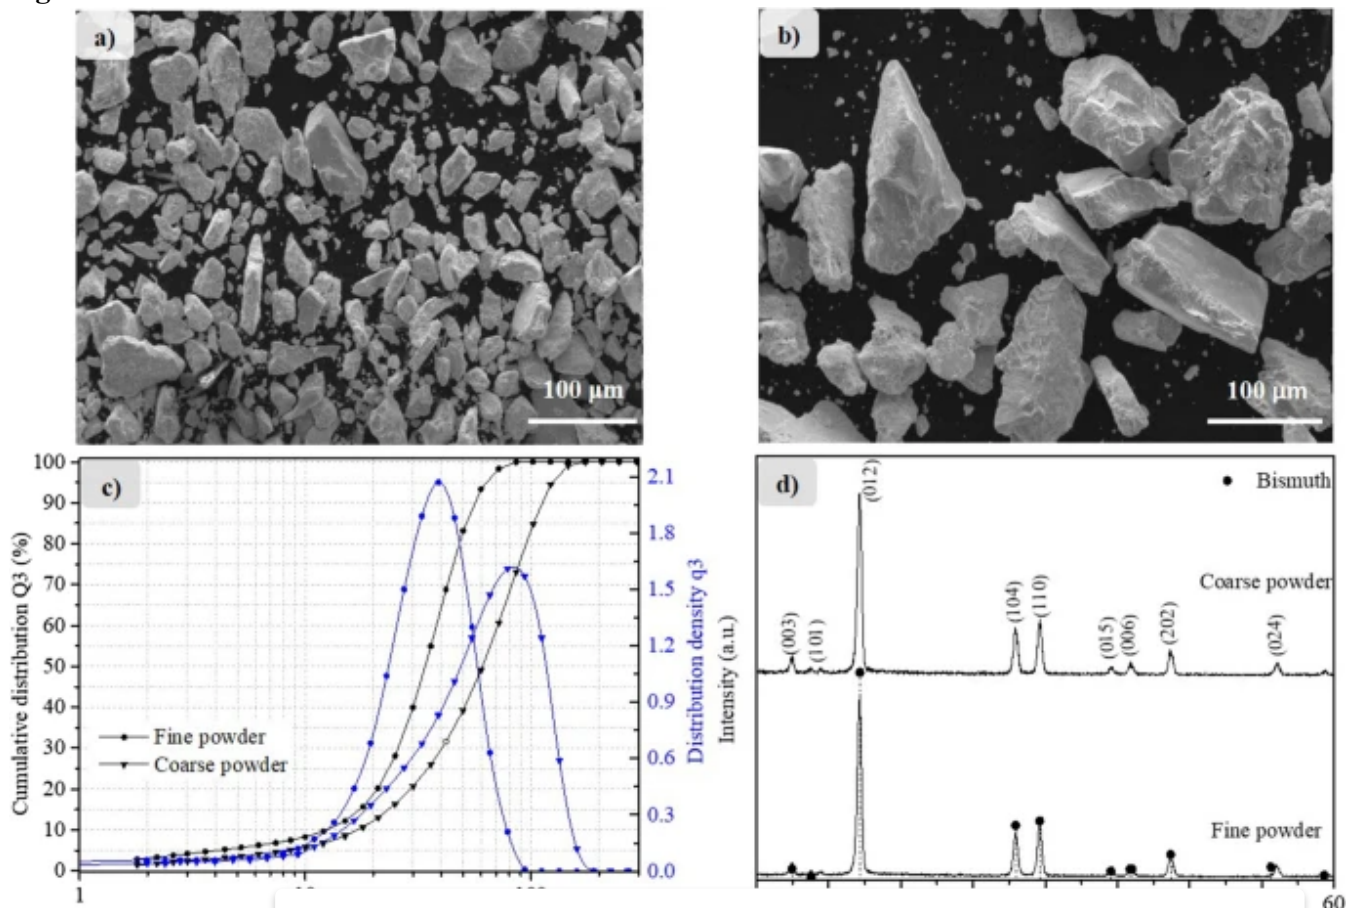 a)
100 μm
b)
100 μm
c)
Cumulative distribution Q3 (%)
100
90
80
70
60
50
40
30
20
10
0
Fine powder
Coarse powder
2.1
1.8
1.5
1.2
0.9
0.6
0.3
0.0
Distribution density q3
1
d)
Intensity (a.u.)
Bismuth
Coarse powder
(003)
(101)
(012)
(104)
(110)
(015)
(006)
(202)
(024)
Fine powder
60